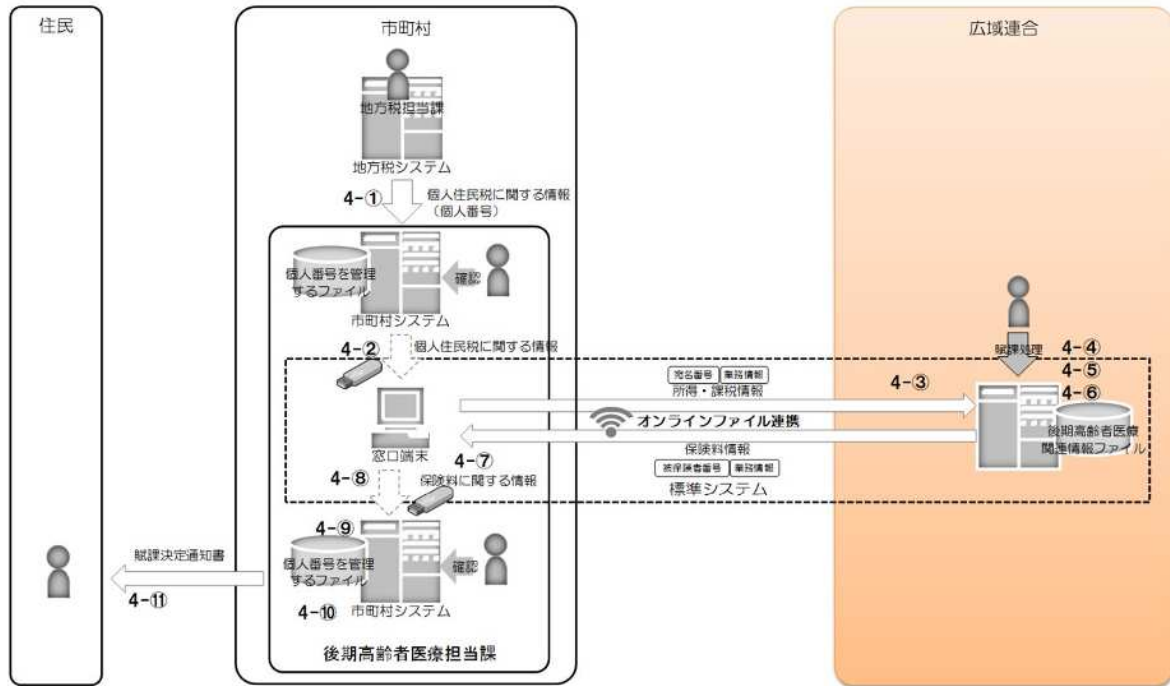 住民
市町村
広域連合
地方税担当課
地方税システム
4-①
個人住民税に関する情報
（個人番号）
個人番号を管理
するファイル
確認
市町村システム
4-②
個人住民税に関する情報
賦課処理
4-④
4-⑤
4-⑥
宛名番号
業務情報
所得・課税情報
4-③
オンラインファイル連携
後期高齢者医療
関連情報ファイル
窓口端末
4-⑦
保険料情報
被保険者番号
業務情報
標準システム
4-⑧
保険料に関する情報
4-⑨
個人番号を管理
するファイル
確認
4-⑩
市町村システム
賦課決定通知書
4-⑪
後期高齢者医療担当課